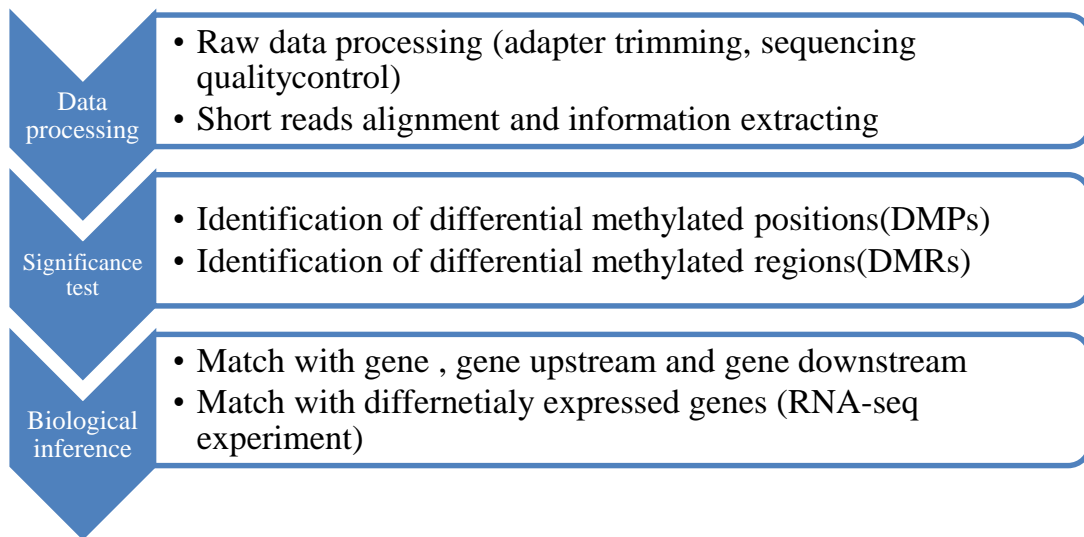 Data
processing
• Raw data processing (adapter trimming, sequencing
qualitycontrol)
• Short reads alignment and information extracting
Significance
test
• Identification of differential methylated positions(DMPs)
• Identification of differential methylated regions(DMRs)
Biological
inference
• Match with gene , gene upstream and gene downstream
• Match with differnetialy expressed genes (RNA-seq
experiment)